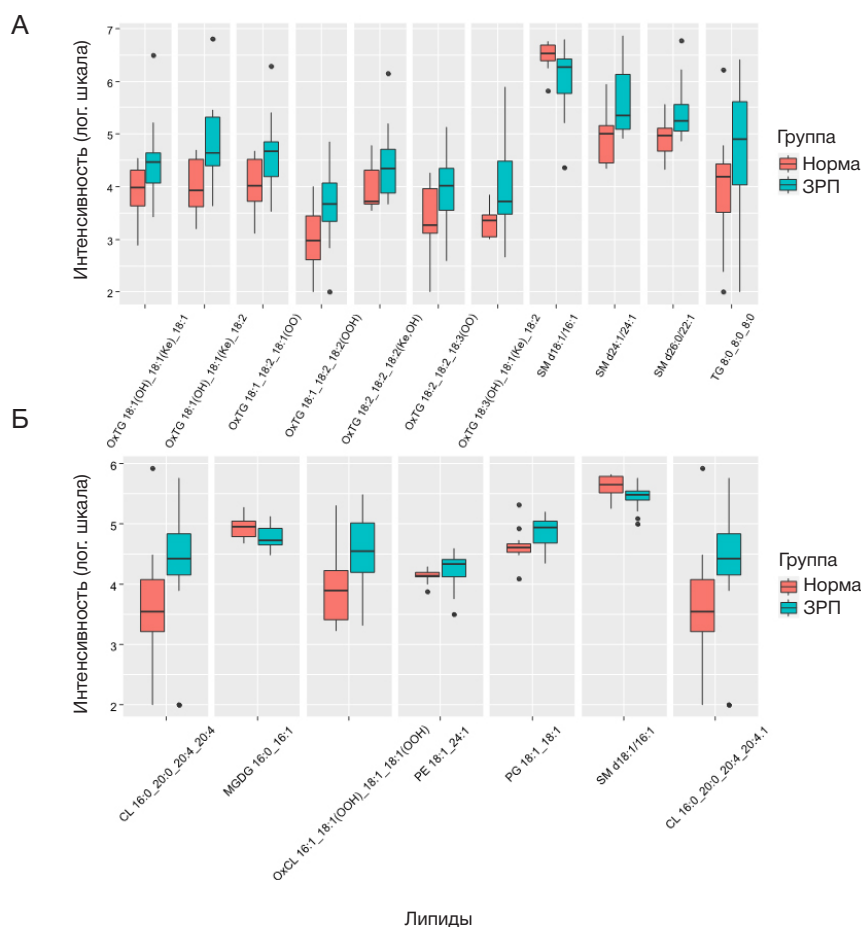 А
Интенсивность (лог. шкала)
7
6
5
4
3
2
Группа
Норма
ЗРП
OxTG 18:1(OH)_18:1(Ke)_18:1
OxTG 18:1(OH)_18:1(Ke)_18:2
OxTG 18:1_18:2_18:1(OO)
OxTG 18:1_18:2_18:2(OOH)
OxTG 18:2_18:2_18:2(Ke,OH)
OxTG 18:2_18:2_18:3(OO)
OxTG 18:3(OH)_18:1(Ke)_18:2
SM d18:1/16:1
SM d24:1/24:1
SM d26:0/22:1
TG 8:0_8:0_8:0
Б
Интенсивность (лог. шкала)
6
5
4
3
2
Группа
Норма
ЗРП
CL 16:0_20:0_20:4_20:4
MGDG 16:0_16:1
OxCL 16:1_18:1(OOH)_18:1_18:1(OOH)
PE 18:1_24:1
PG 18:1_18:1
SM d18:1/16:1
CL 16:0_20:0_20:4_20:4.1
Липиды